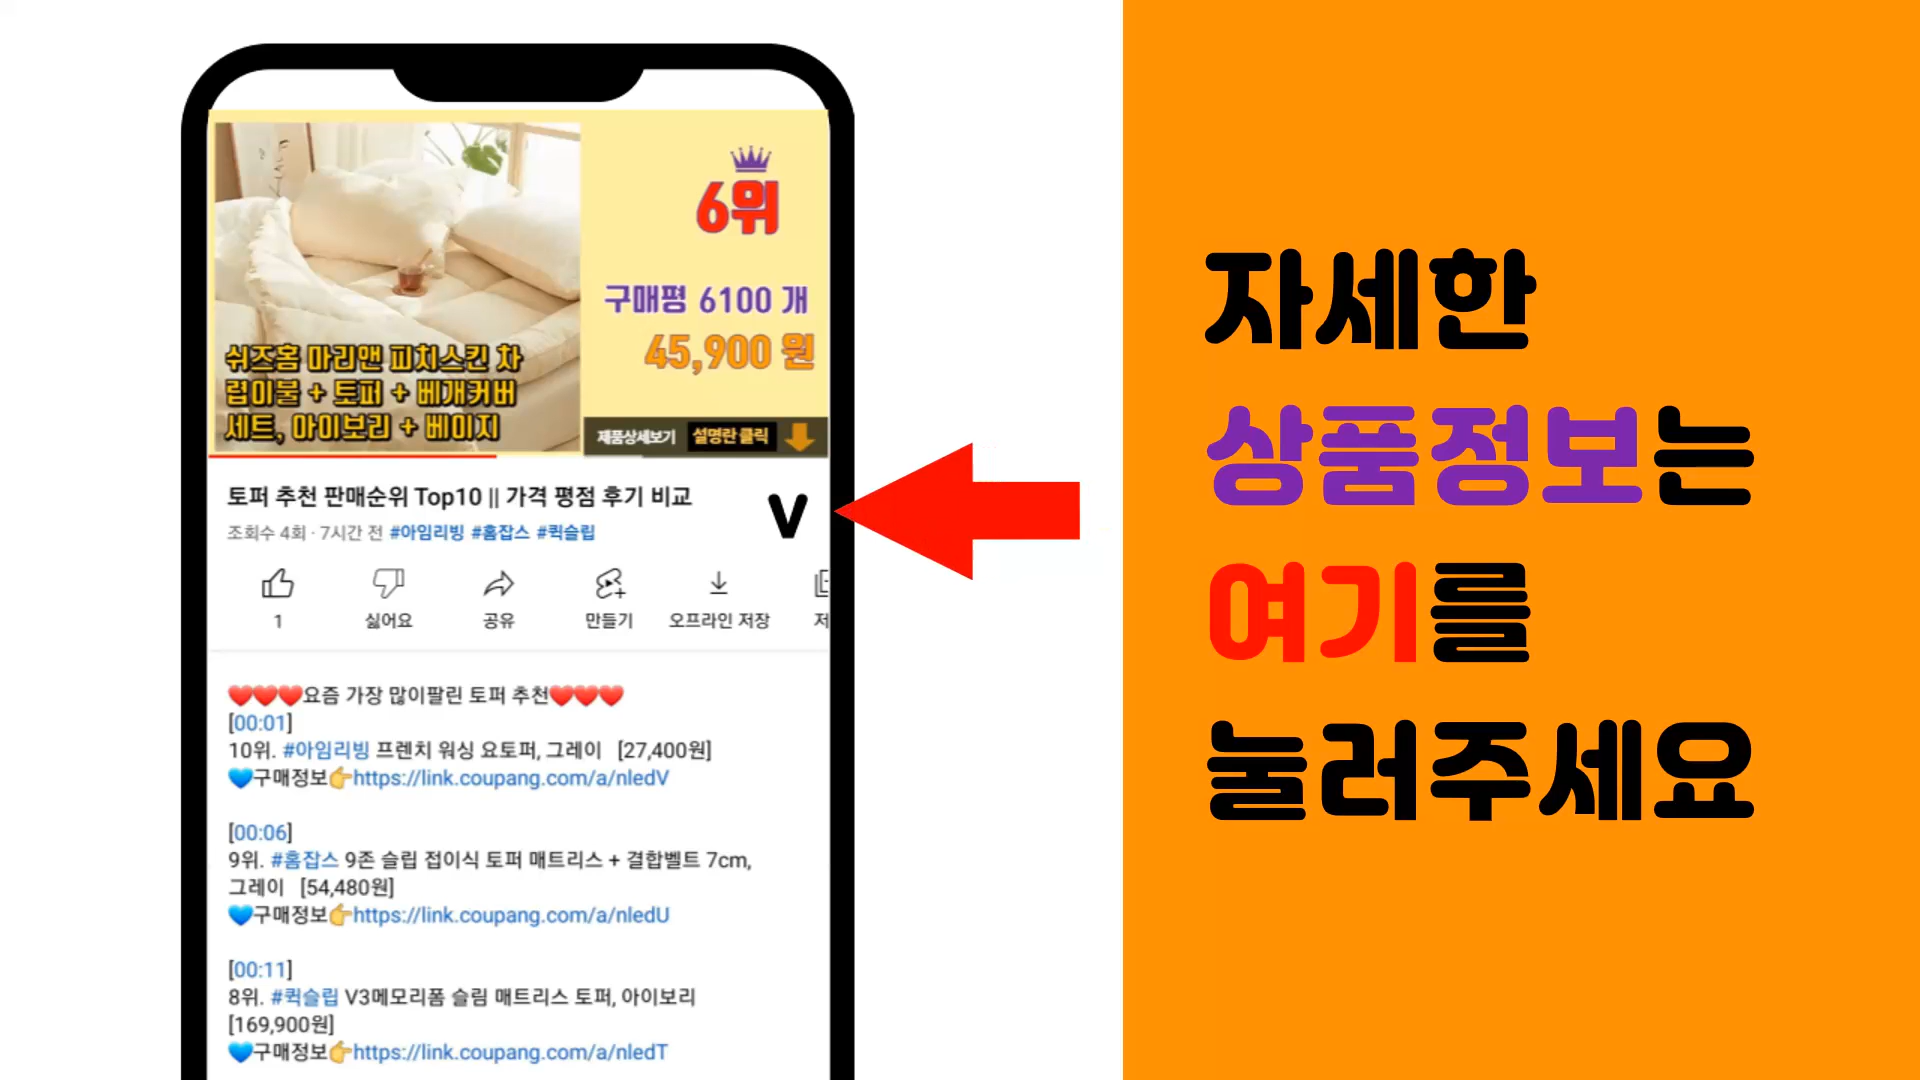 6위
구매평 6100 개
45,900 원
쉬즈홈 마리앤 피치스킨 차
렵이불 + 토퍼 + 베개커버
세트, 아이보리 + 베이지
제품상세보기 설명란 클릭
토퍼 추천 판매순위 Top10 || 가격 평점 후기 비교
V
조회수 4회 · 7시간 전 #아임리빙 #홈잡스 #퀵슬립
1 싫어요 공유 만들기 오프라인 저장 저
❤️❤️❤️요즘 가장 많이팔린 토퍼 추천❤️❤️❤️
[00:01]
10위. #아임리빙 프렌치 워싱 요토퍼, 그레이 [27,400원]
💙구매정보👉https://link.coupang.com/a/nledV
[00:06]
9위. #홈잡스 9존 슬립 접이식 토퍼 매트리스 + 결합벨트 7cm,
그레이 [54,480원]
💙구매정보👉https://link.coupang.com/a/nledU
[00:11]
8위. #퀵슬립 V3메모리폼 슬림 매트리스 토퍼, 아이보리
[169,900원]
💙구매정보👉https://link.coupang.com/a/nledT
자세한
상품정보는
여기를
눌러주세요